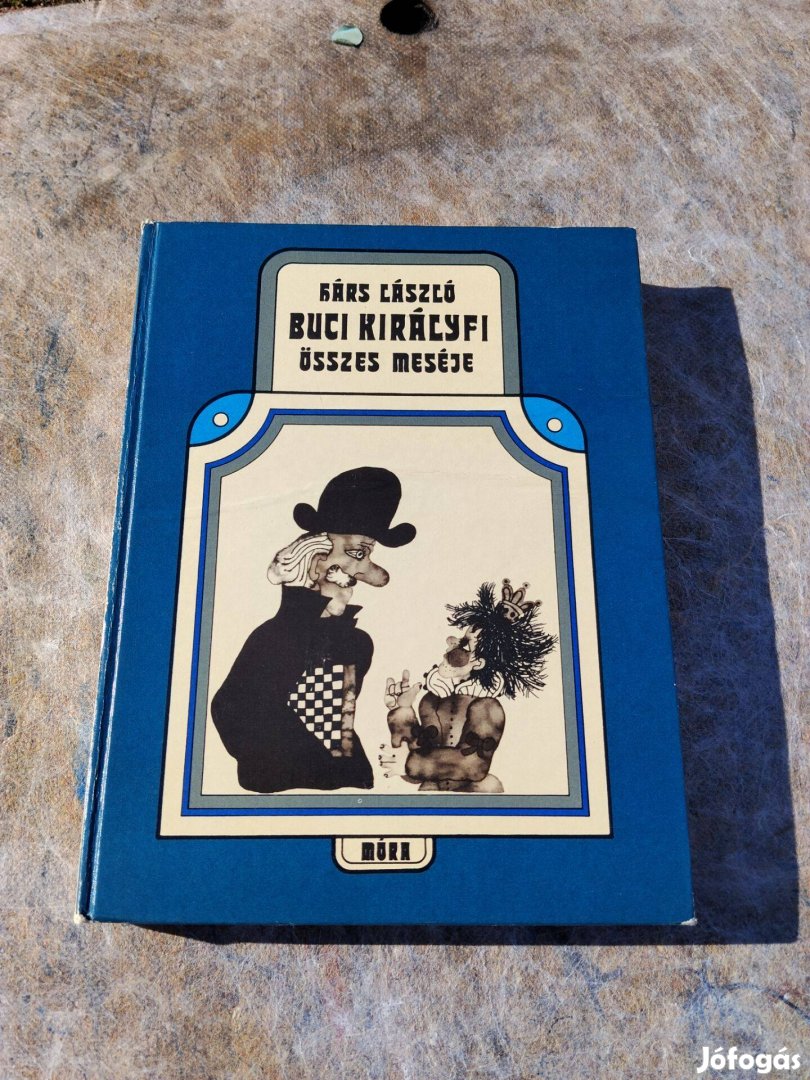 HÁRS LÁSZLÓ
BUCI KIRÁLYFI
ÖSSZES MESÉJE
MÓRA
Jófogás